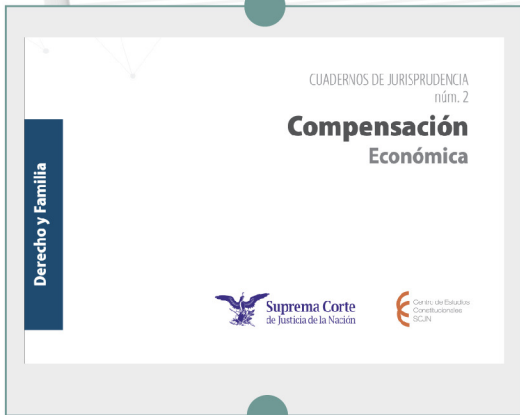 CUADERNOS DE JURISPRUDENCIA
núm. 2
Compensación
Económica
Derecho y Familia
Suprema Corte
de Justicia de la Nación
Centro de Estudios
Constitucionales
SCJN